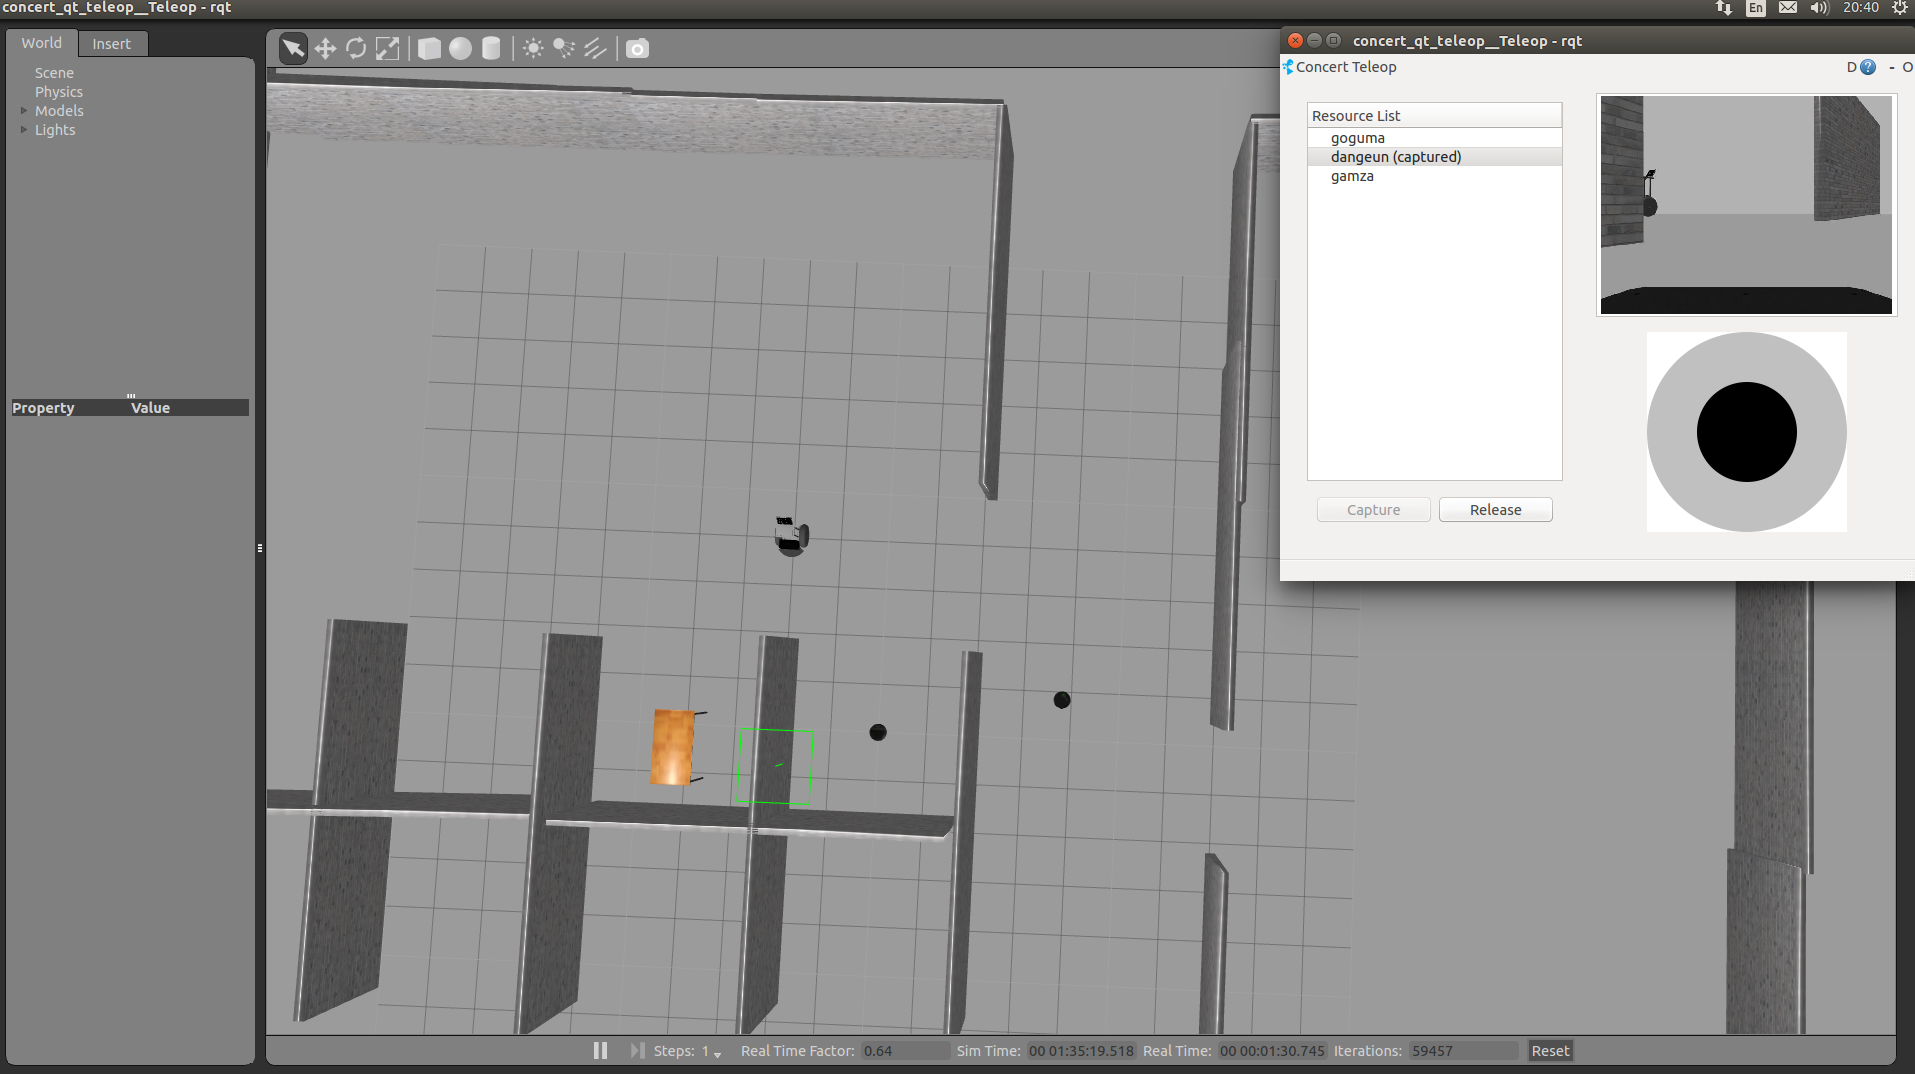 concert_qt_teleop__Teleop - rqt
En
20:40
World
Insert
Scene
Physics
Models
Lights
Property Value
concert_qt_teleop__Teleop - rqt
Concert Teleop
D ? - O
Resource List
goguma
dangeun (captured)
gamza
Capture
Release
Steps: 1
Real Time Factor: 0.64
Sim Time: 00 01:35:19.518
Real Time: 00 00:01:30.745
Iterations: 59457
Reset